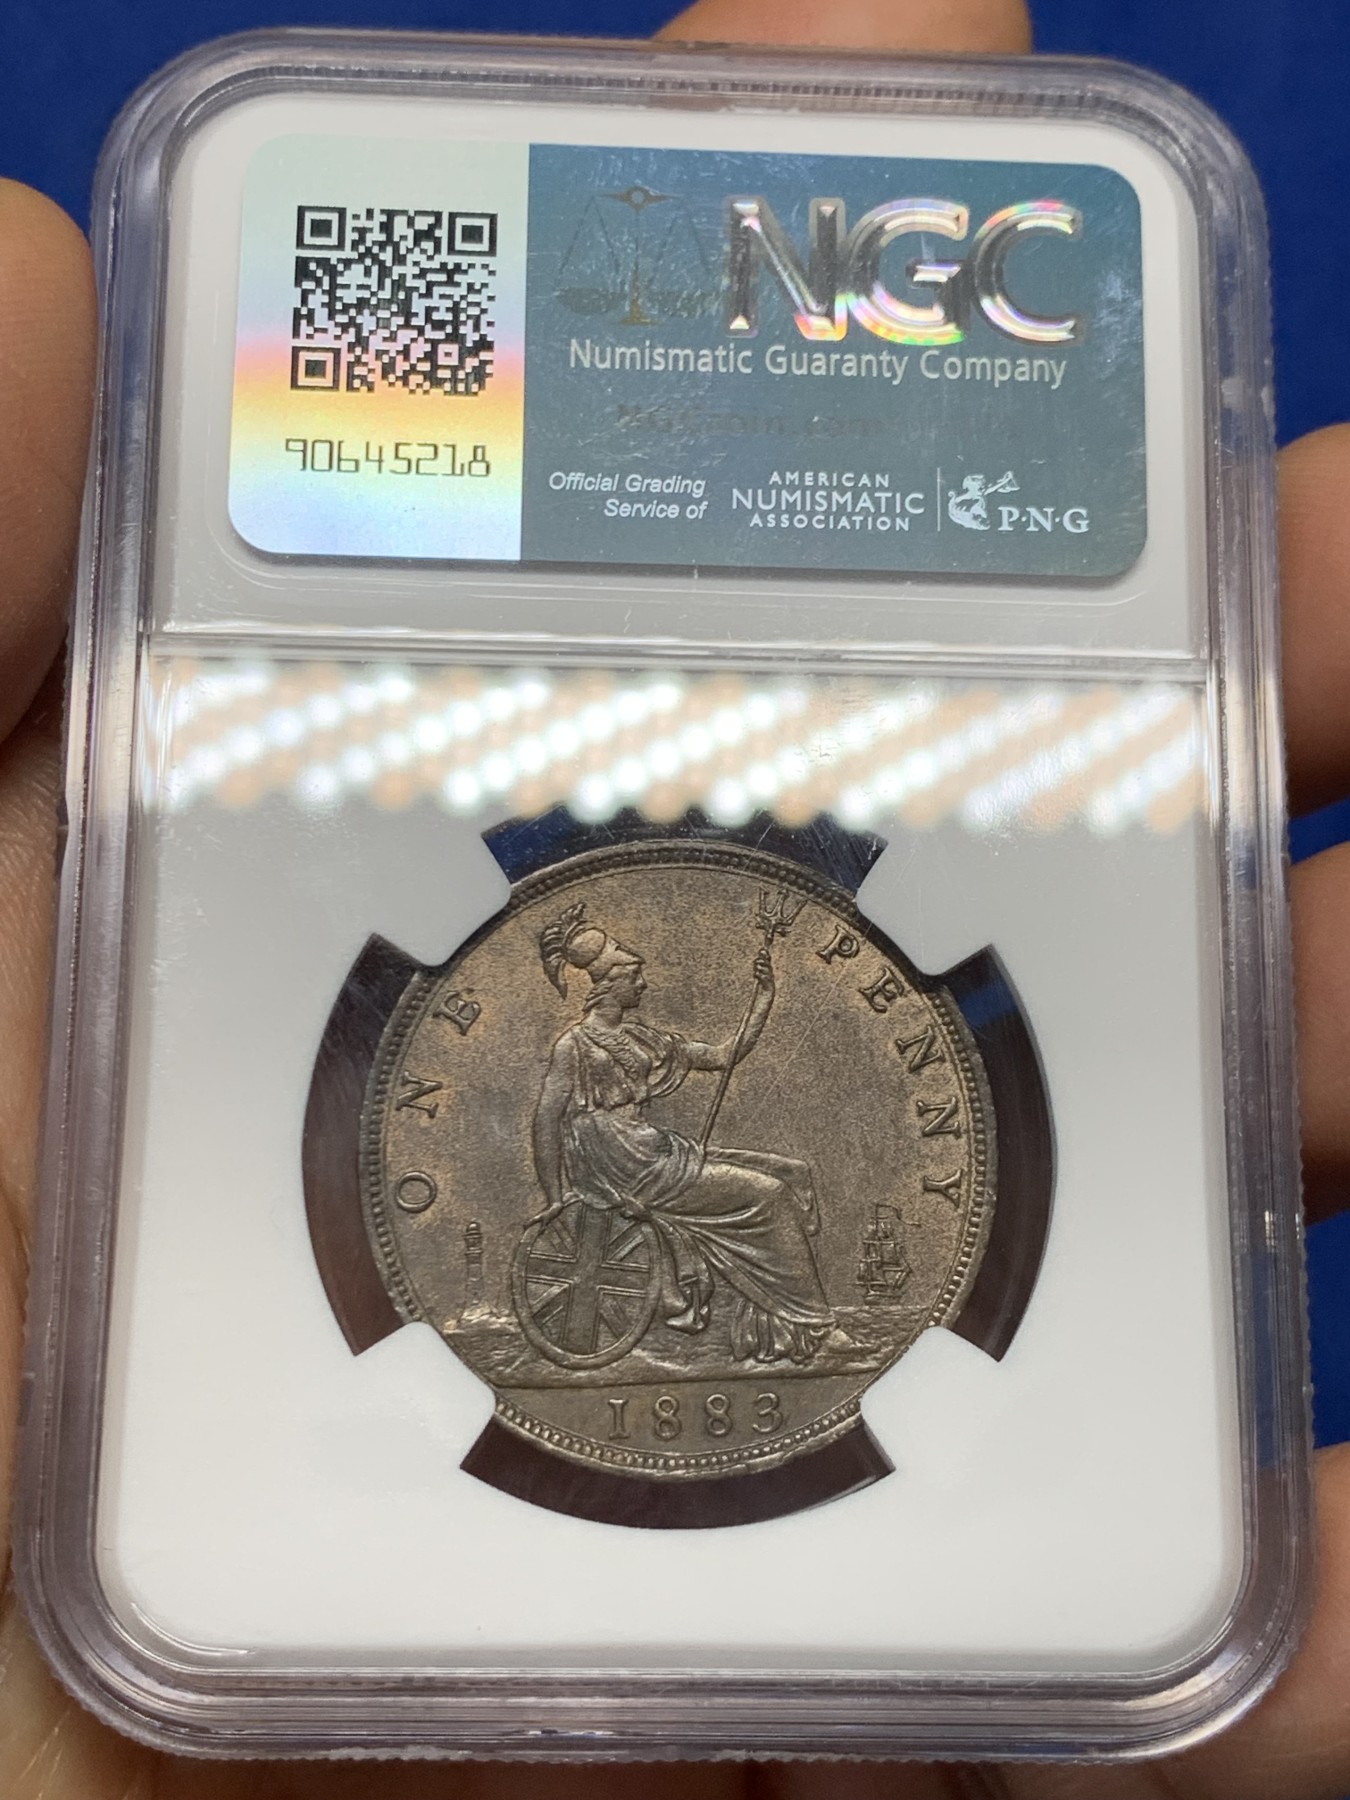 NGC
Numismatic Guaranty Company
90645218
Official Grading
Service of
AMERICAN
NUMISMATIC
ASSOCIATION
P·N·G
ONE PENNY
1883